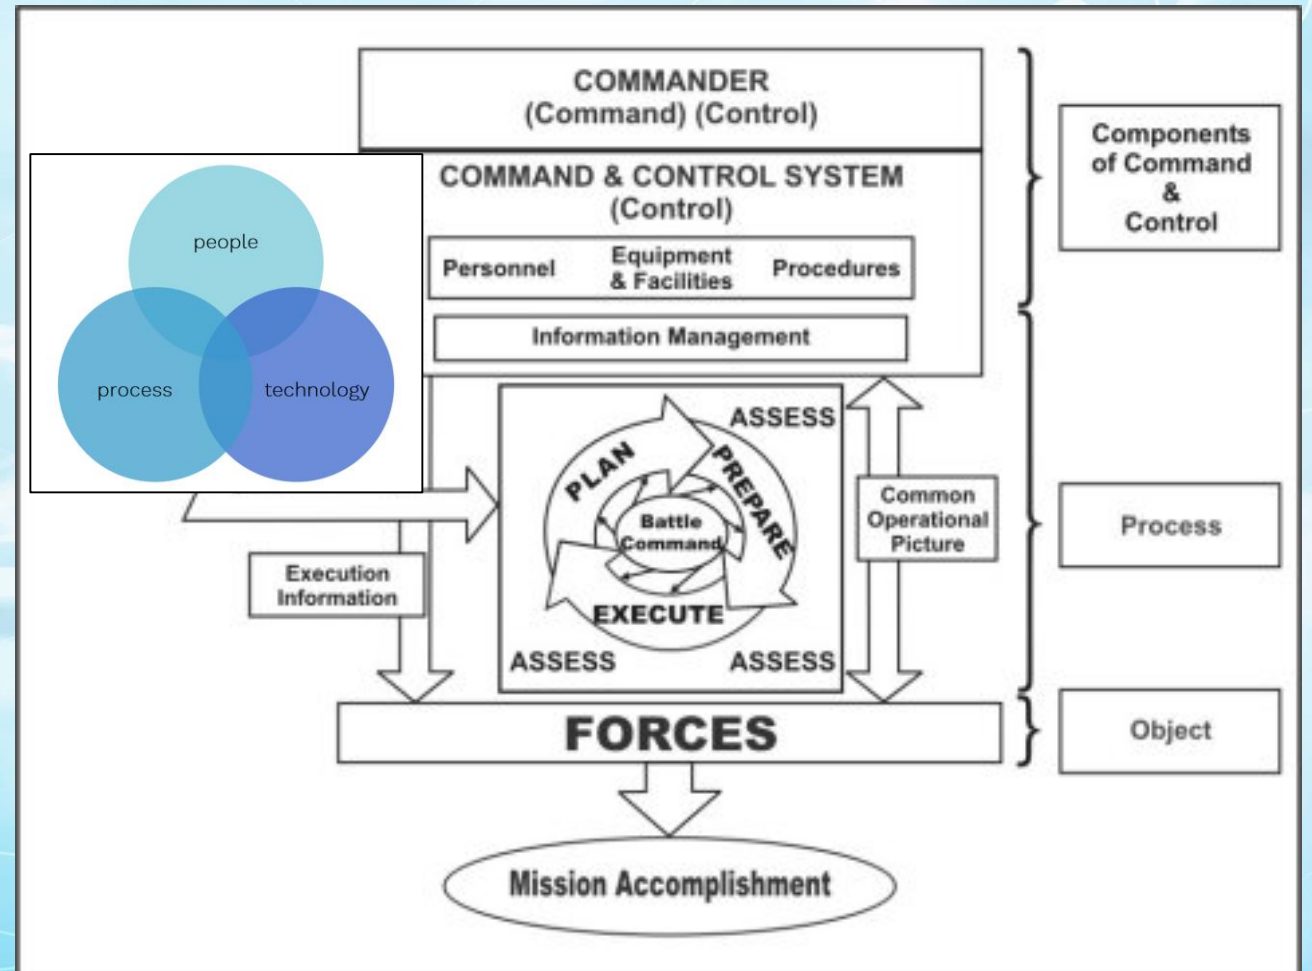 COMMANDER
(Command) (Control)
COMMAND & CONTROL SYSTEM
(Control)
Personnel
Equipment
& Facilities
Procedures
Information Management
Components
of Command
&
Control
people
process
technology
ASSESS
PLAN
PREPARE
Battle
Command
EXECUTE
ASSESS
ASSESS
Common
Operational
Picture
Process
Execution
Information
FORCES
Object
Mission Accomplishment